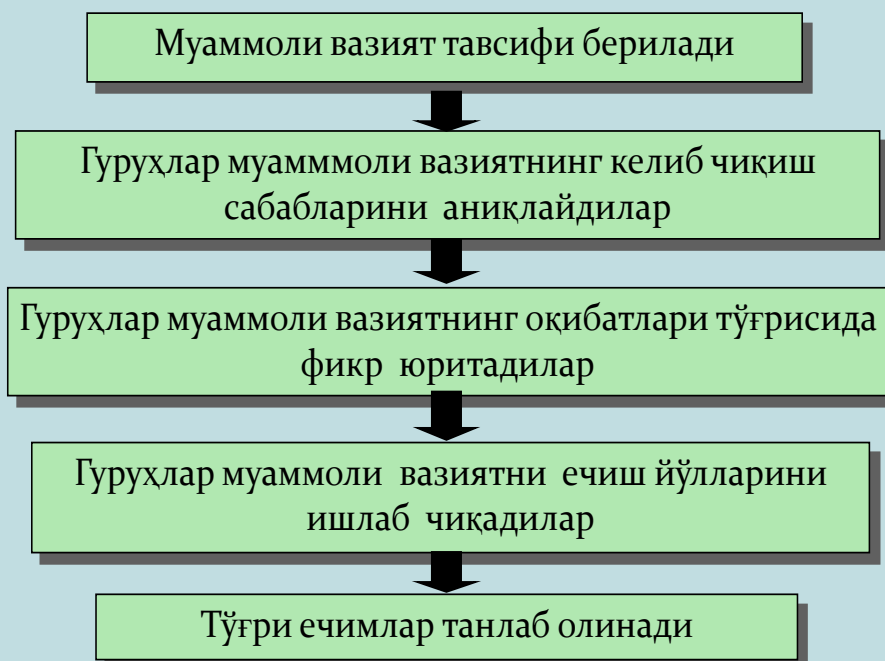 Муаммоли вазият тавсифи берилади
Гуруҳлар муамммоли вазиятнинг келиб чиқиш
сабабларини аниқлайдилар
Гуруҳлар муаммоли вазиятнинг оқибатлари тўғрисида
фикр юритадилар
Гуруҳлар муаммоли вазиятни ечиш йўлларини
ишлаб чиқадилар
Тўғри ечимлар танлаб олинади